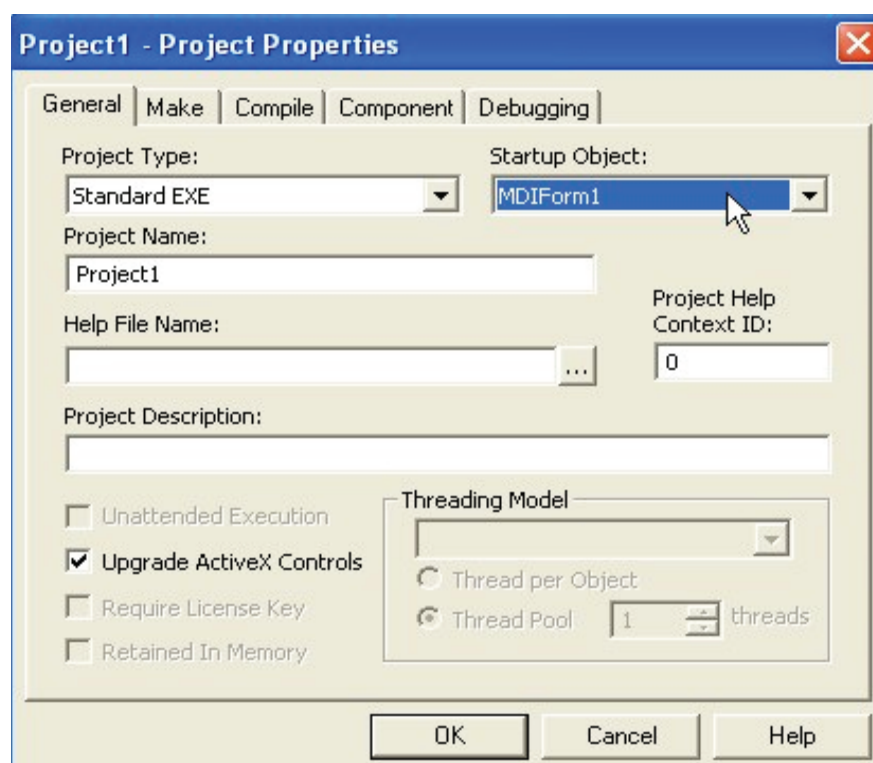 Project1 - Project Properties
General Make Compile Component Debugging
Project Type:
Startup Object:
Standard EXE
MDIForm1
Project Name:
Project1
Project Help
Context ID:
Help File Name:
...
0
Project Description:
Unattended Execution
Upgrade ActiveX Controls
Require License Key
Retained In Memory
Threading Model
Thread per Object
Thread Pool 1 threads
OK Cancel Help